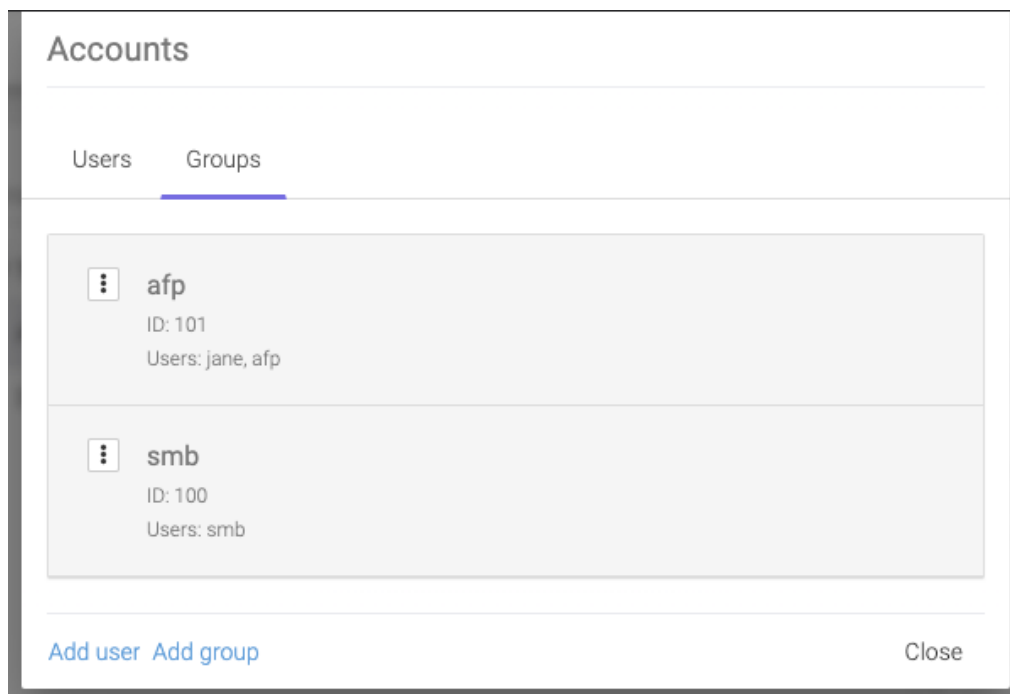 Accounts
Users Groups
afp
ID: 101
Users: jane, afp
smb
ID: 100
Users: smb
Add user Add group Close